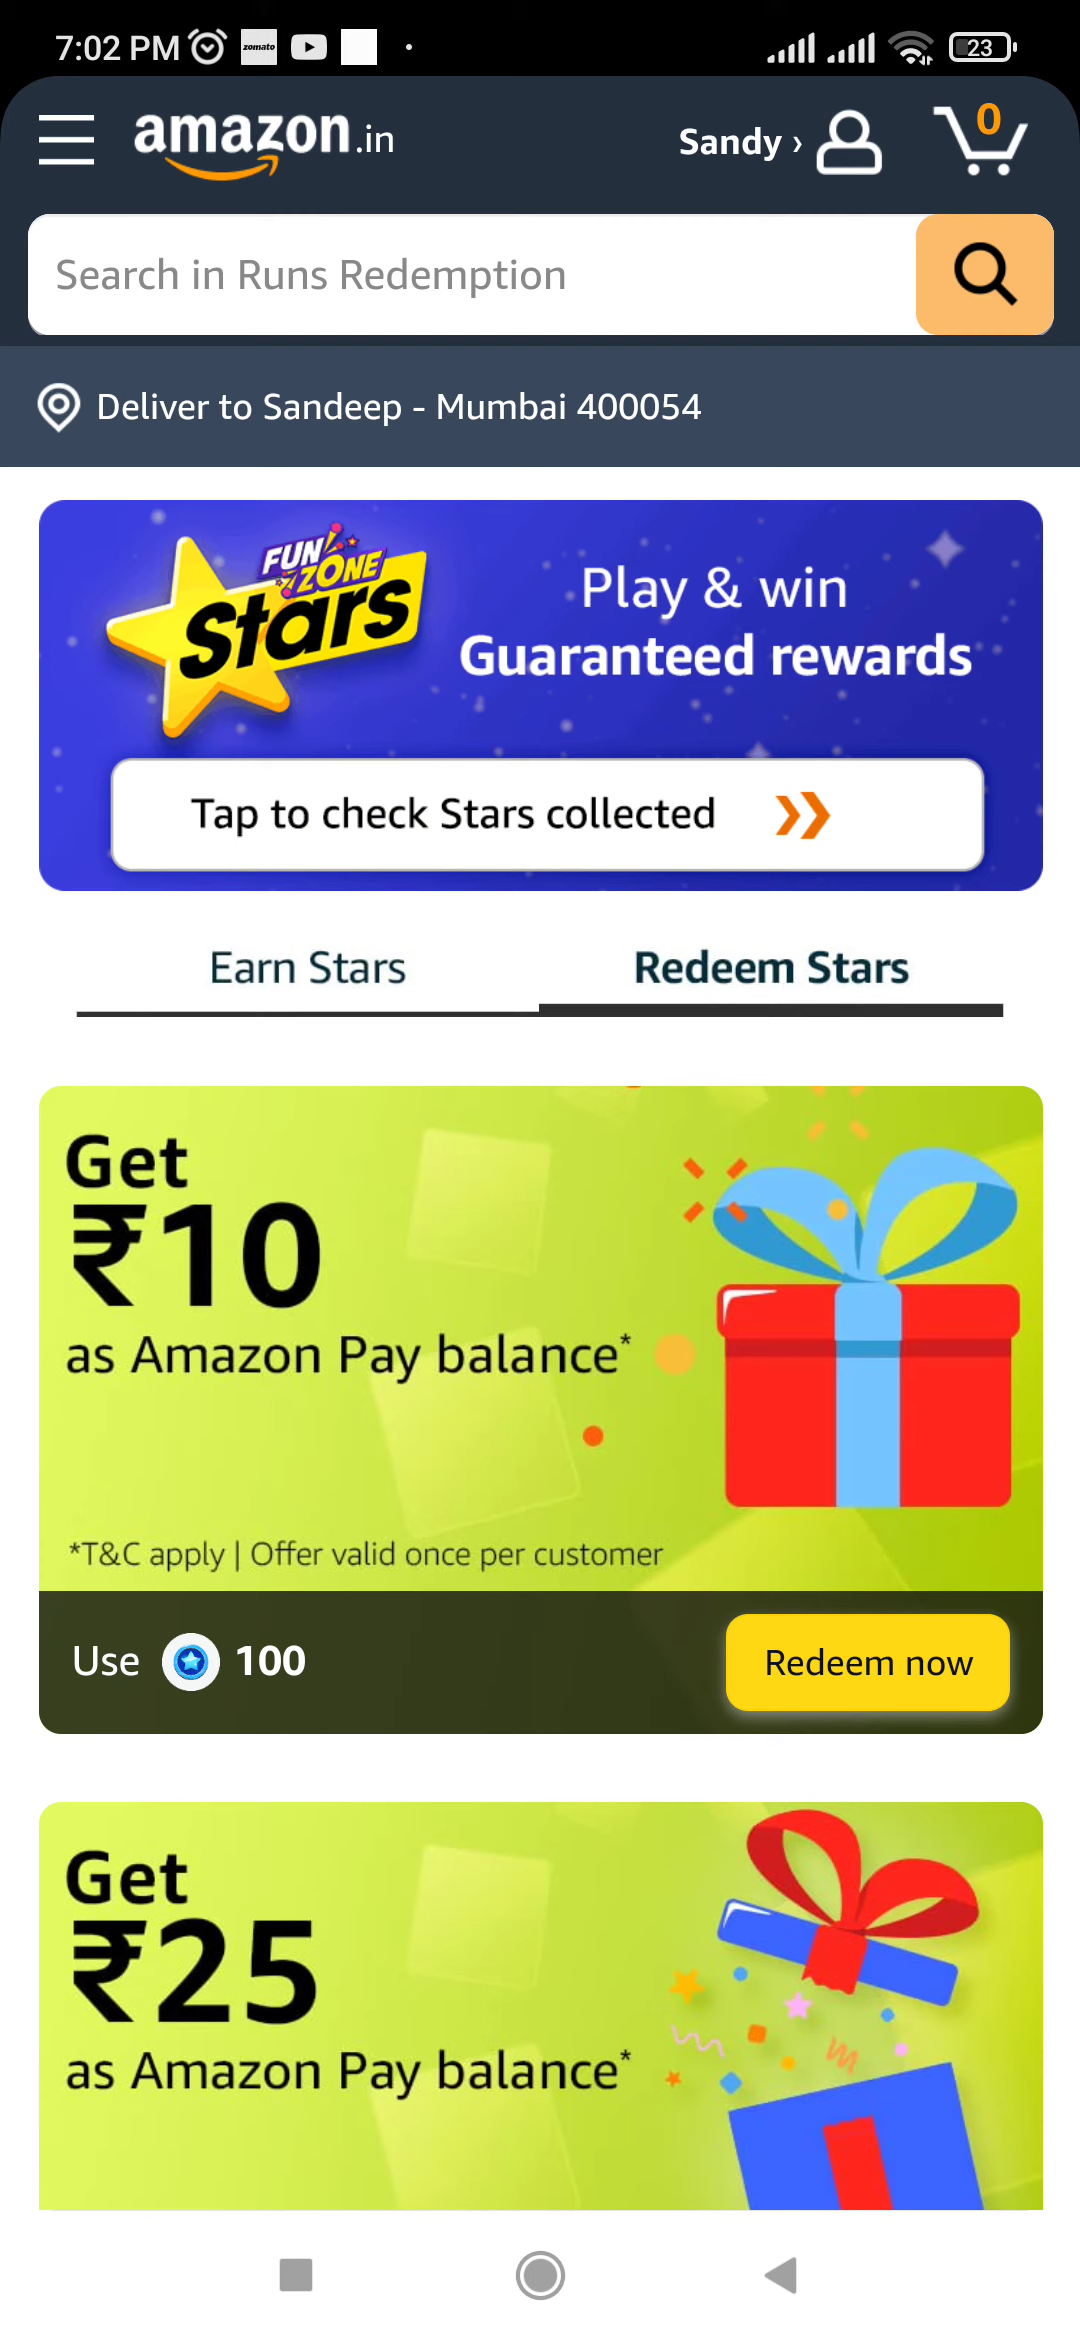 7:02 PM zomato 23
amazon.in Sandy › 0
Search in Runs Redemption
Deliver to Sandeep - Mumbai 400054
FUN ZONE
Stars
Play & win
Guaranteed rewards
Tap to check Stars collected
Earn Stars Redeem Stars
Get
₹10
as Amazon Pay balance*
*T&C apply | Offer valid once per customer
Use 100 Redeem now
Get
₹25
as Amazon Pay balance*